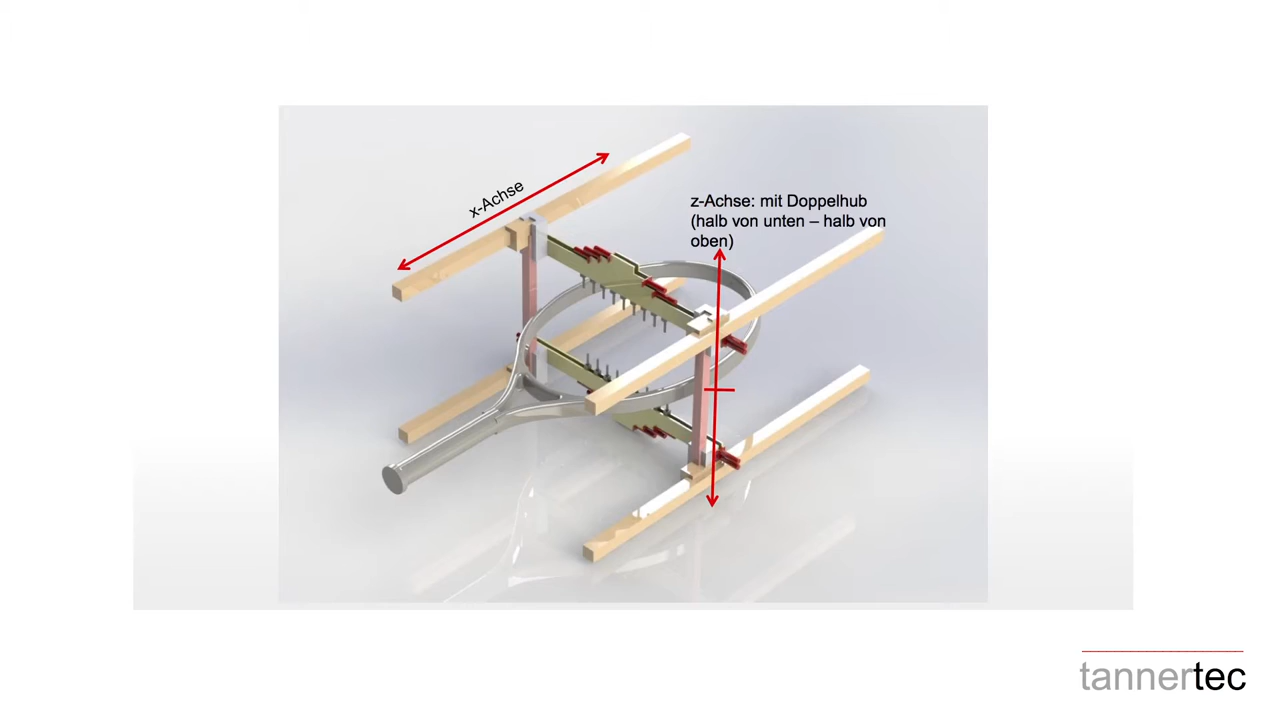 x-Achse
z-Achse: mit Doppelhub
(halb von unten – halb von
oben)
tannertec